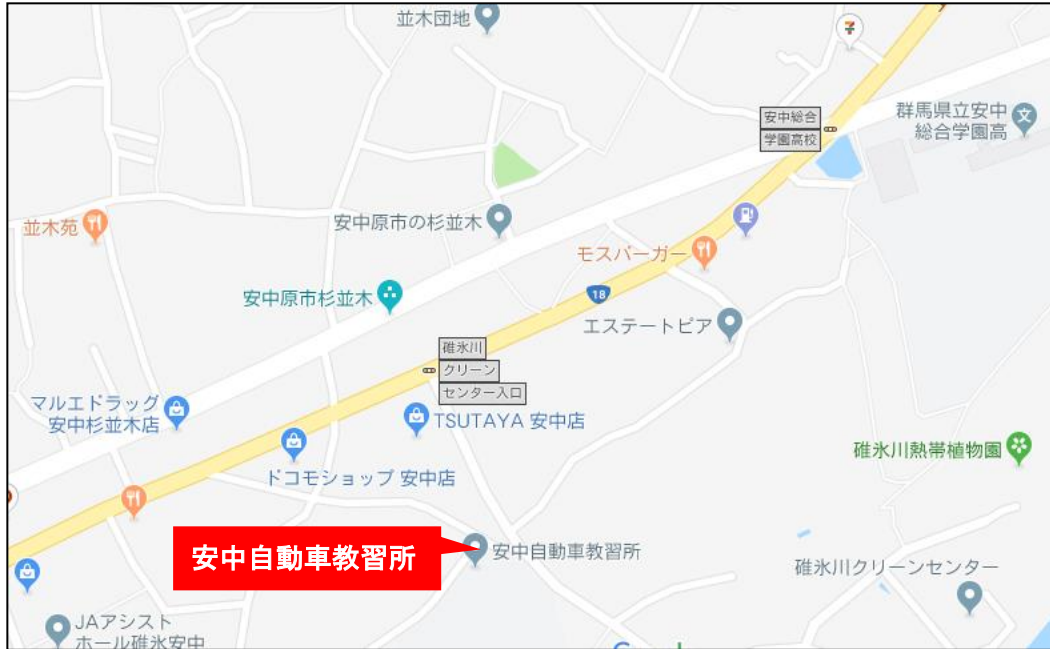 並木団地
安中総合
学園高校
群馬県立安中
総合学園高
並木苑
安中原市の杉並木
モスバーガー
安中原市杉並木
18
エステートピア
碓氷川
クリーン
センター入口
マルエドラッグ
安中杉並木店
TSUTAYA 安中店
ドコモショップ 安中店
碓氷川熱帯植物園
安中自動車教習所
安中自動車教習所
碓氷川クリーンセンター
JAアシスト
ホール碓氷安中